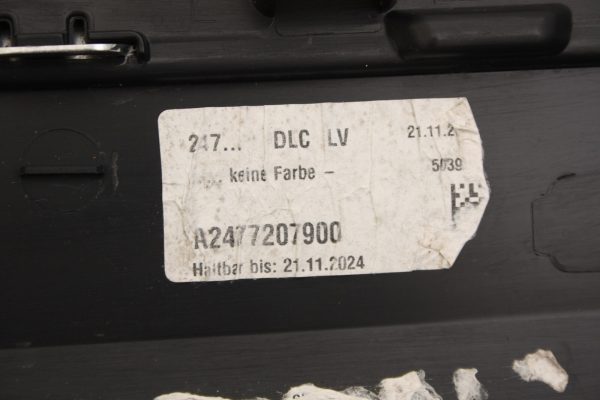 247... DLC LV 21.11.2
keine Farbe – 5039
A2477207900
Haltbar bis: 21.11.2024